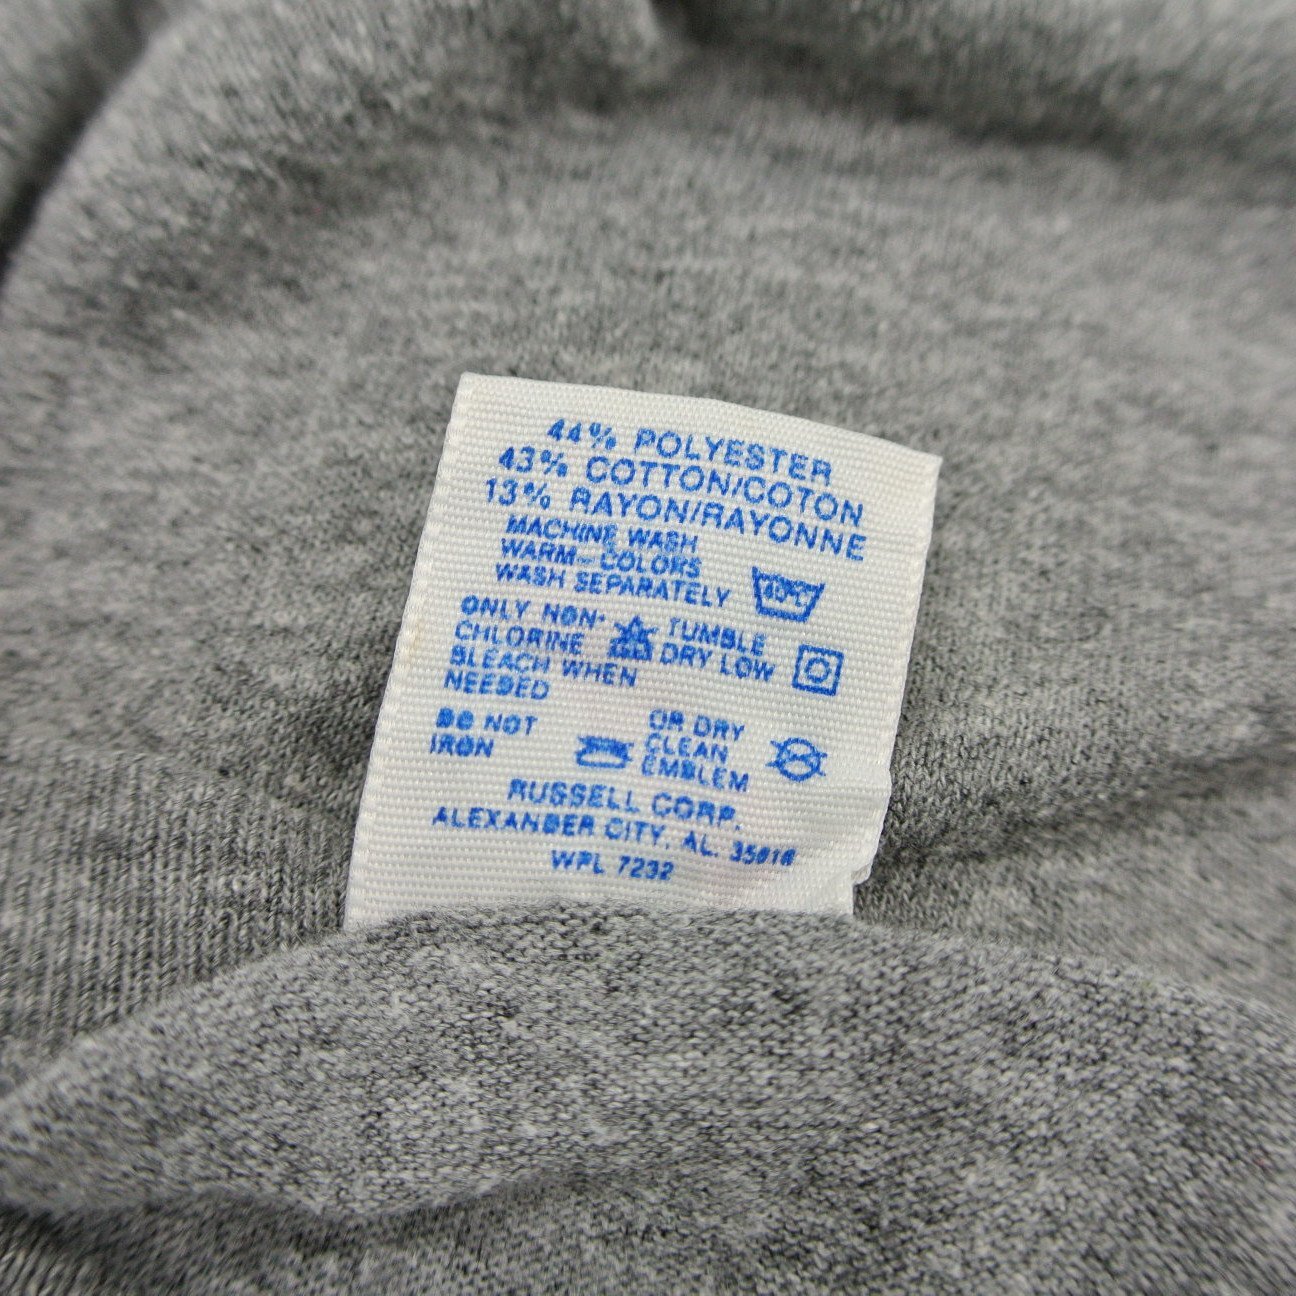 44% POLYESTER
43% COTTON/COTON
13% RAYON/RAYONNE
MACHINE WASH
WARM-COLORS
WASH SEPARATELY
40°C
ONLY NON-
CHLORINE
BLEACH WHEN
NEEDED
TUMBLE
DRY LOW
DO NOT
IRON
OR DRY
CLEAN
EMBLEM
RUSSELL CORP.
ALEXANDER CITY, AL. 35010
WPL 7232